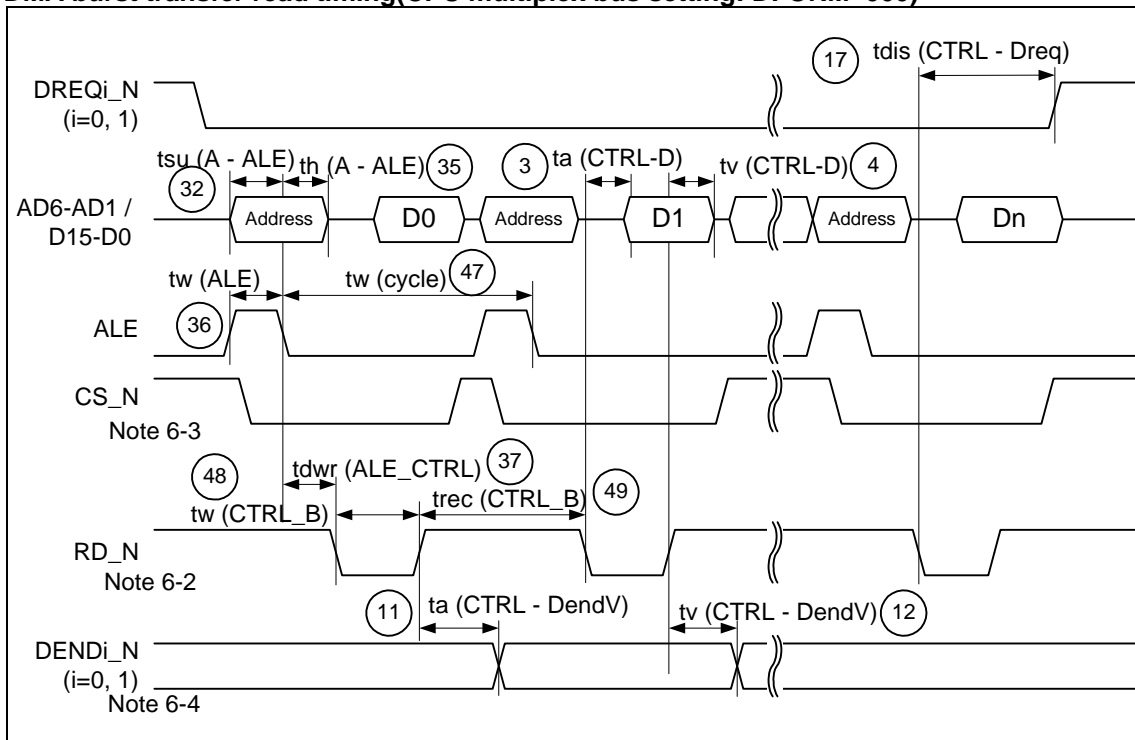 17 tdis (CTRL - Dreq)
DREQi_N
(i=0, 1)
tsu (A - ALE) th (A - ALE) 35 3 ta (CTRL-D) tv (CTRL-D) 4
32
AD6-AD1 /
D15-D0
Address D0 Address D1 Address Dn
tw (ALE) tw (cycle) 47
36
ALE
CS_N
Note 6-3
48 tdwr (ALE_CTRL) 37
tw (CTRL_B) trec (CTRL_B) 49
RD_N
Note 6-2
11 ta (CTRL - DendV) tv (CTRL - DendV) 12
DENDi_N
(i=0, 1)
Note 6-4